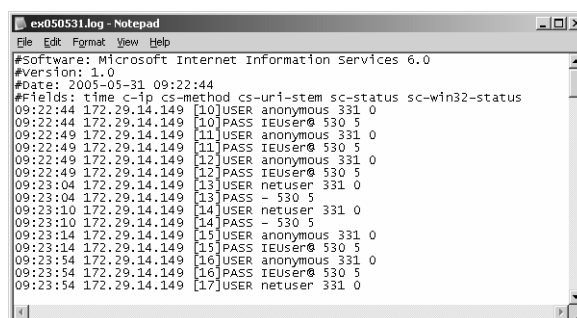 ex050531.log - Notepad
File Edit Format View Help
#Software: Microsoft Internet Information Services 6.0
#Version: 1.0
#Date: 2005-05-31 09:22:44
#Fields: time c-ip cs-method cs-uri-stem sc-status sc-win32-status
09:22:44 172.29.14.149 [10]USER anonymous 331 0
09:22:44 172.29.14.149 [10]PASS IEUser@ 530 5
09:22:49 172.29.14.149 [11]USER anonymous 331 0
09:22:49 172.29.14.149 [11]PASS IEUser@ 530 5
09:22:49 172.29.14.149 [12]USER anonymous 331 0
09:22:49 172.29.14.149 [12]PASS IEUser@ 530 5
09:23:04 172.29.14.149 [13]USER netuser 331 0
09:23:04 172.29.14.149 [13]PASS - 530 5
09:23:10 172.29.14.149 [14]USER netuser 331 0
09:23:10 172.29.14.149 [14]PASS - 530 5
09:23:14 172.29.14.149 [15]USER anonymous 331 0
09:23:14 172.29.14.149 [15]PASS IEUser@ 530 5
09:23:54 172.29.14.149 [16]USER anonymous 331 0
09:23:54 172.29.14.149 [16]PASS IEUser@ 530 5
09:23:54 172.29.14.149 [17]USER netuser 331 0